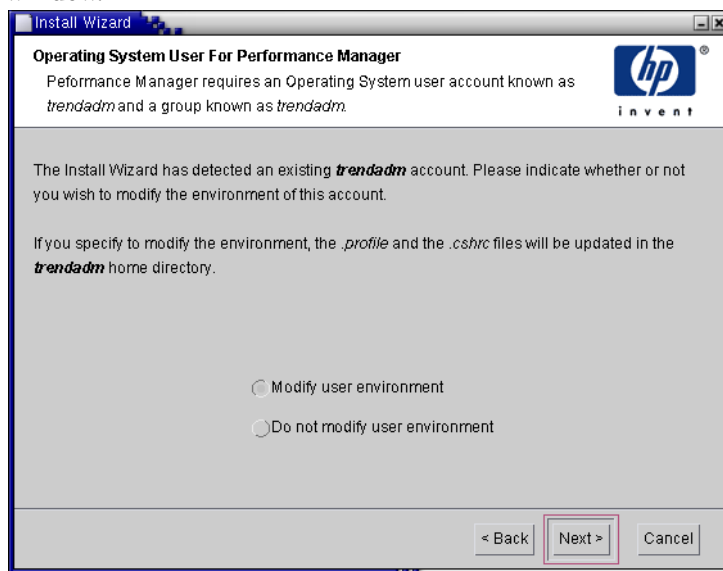 Install Wizard
Operating System User For Performance Manager
Peformance Manager requires an Operating System user account known as
trendadm and a group known as trendadm.
hp
®
invent
The Install Wizard has detected an existing trendadm account. Please indicate whether or not
you wish to modify the environment of this account.
If you specify to modify the environment, the .profile and the .cshrc files will be updated in the
trendadm home directory.
Modify user environment
Do not modify user environment
< Back
Next >
Cancel